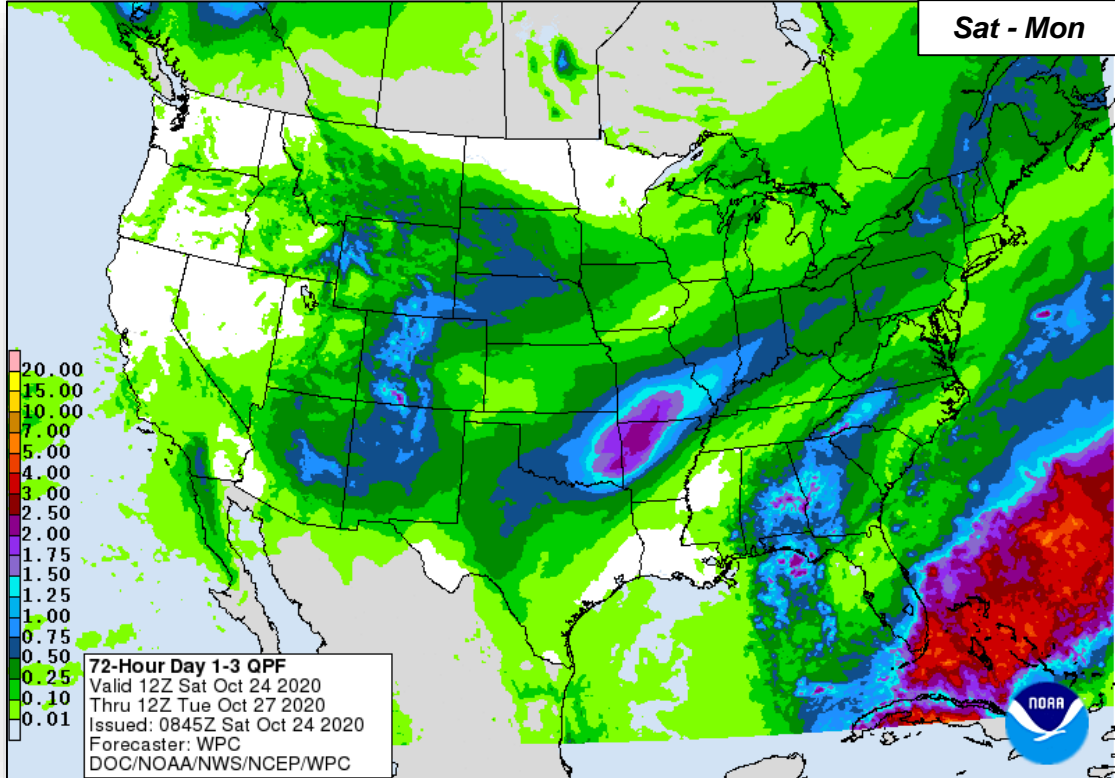 Sat - Mon
20.00
15.00
10.00
7.00
5.00
4.00
3.00
2.50
2.00
1.75
1.50
1.25
1.00
0.75
0.50
0.25
0.10
0.01
72-Hour Day 1-3 QPF
Valid 12Z Sat Oct 24 2020
Thru 12Z Tue Oct 27 2020
Issued: 0845Z Sat Oct 24 2020
Forecaster: WPC
DOC/NOAA/NWS/NCEP/WPC
NOAA